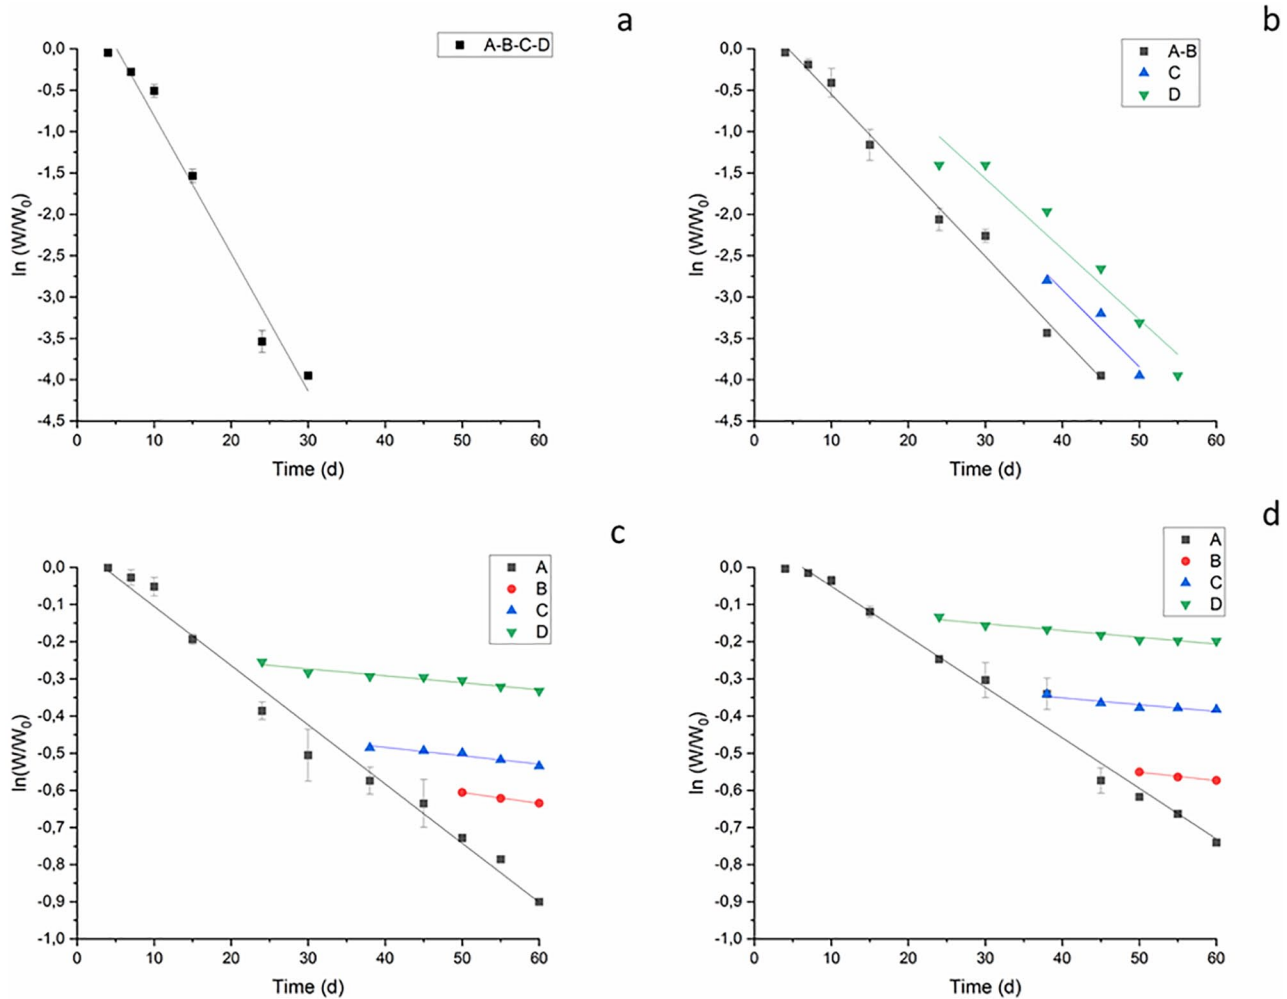 a
A-B-C-D
0,0
-0,5
-1,0
-1,5
-2,0
-2,5
-3,0
-3,5
-4,0
-4,5
ln (W/W0)
0 10 20 30 40 50 60
Time (d)
b
A-B
C
D
0,0
-0,5
-1,0
-1,5
-2,0
-2,5
-3,0
-3,5
-4,0
-4,5
ln (W/W0)
0 10 20 30 40 50 60
Time (d)
c
A
B
C
D
0,0
-0,1
-0,2
-0,3
-0,4
-0,5
-0,6
-0,7
-0,8
-0,9
-1,0
ln(W/W0)
0 10 20 30 40 50 60
Time (d)
d
A
B
C
D
0,0
-0,1
-0,2
-0,3
-0,4
-0,5
-0,6
-0,7
-0,8
-0,9
-1,0
ln (W/W0)
0 10 20 30 40 50 60
Time (d)